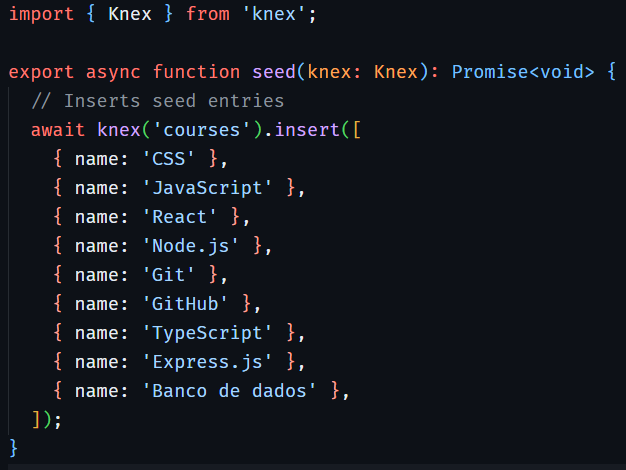 import { Knex } from 'knex';
export async function seed(knex: Knex): Promise<void> {
// Inserts seed entries
await knex('courses').insert([
{ name: 'CSS' },
{ name: 'JavaScript' },
{ name: 'React' },
{ name: 'Node.js' },
{ name: 'Git' },
{ name: 'GitHub' },
{ name: 'TypeScript' },
{ name: 'Express.js' },
{ name: 'Banco de dados' },
]);
}